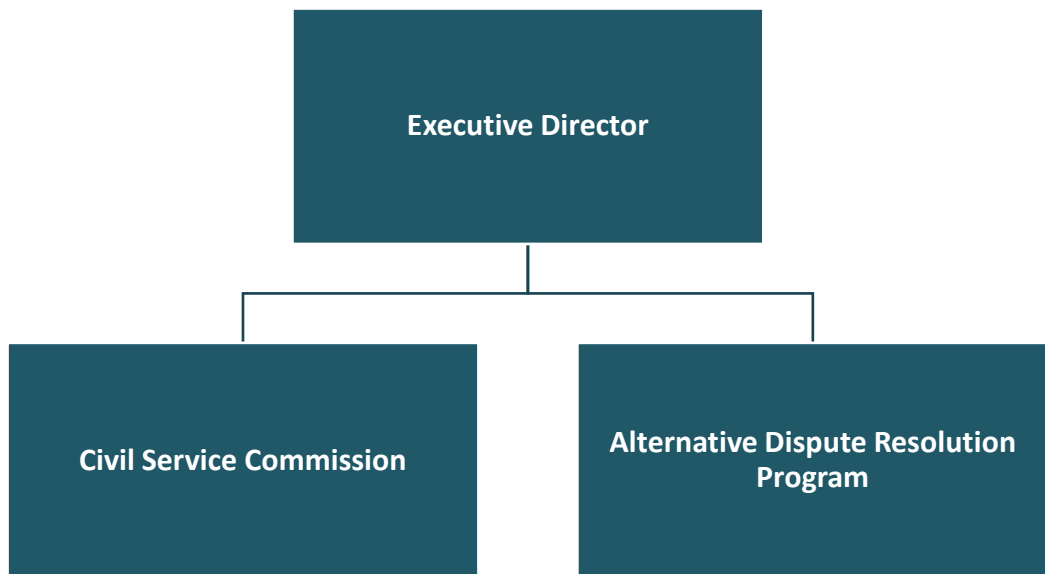 Executive Director
Civil Service Commission
Alternative Dispute Resolution
Program